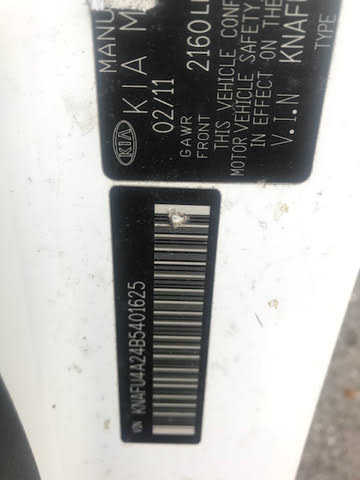 MANU
KIA M
02/11
GAWR
FRONT 2160 L
THIS VEHICLE CONF
MOTOR VEHICLE SAFETY
IN EFFECT ON THE
V.I.N KNAFU
TYPE
KIA
VIN KNAFU4A24B5401625